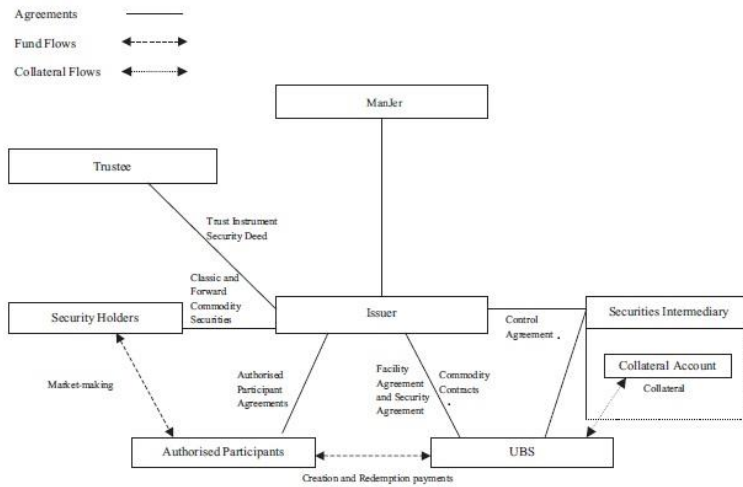 Agreements
Fund Flows
Collateral Flows
ManJer
Trustee
Trust Instrument
Security Deed
Classic and
Forward
Commodity
Securities
Security Holders
Issuer
Control
Agreement
Securities Intermediary
Collateral Account
Collateral
Market-making
Authorised
Participant
Agreements
Facility
Agreement
and Security
Agreement
Commodity
Contracts
Authorised Participants
UBS
Creation and Redemption payments